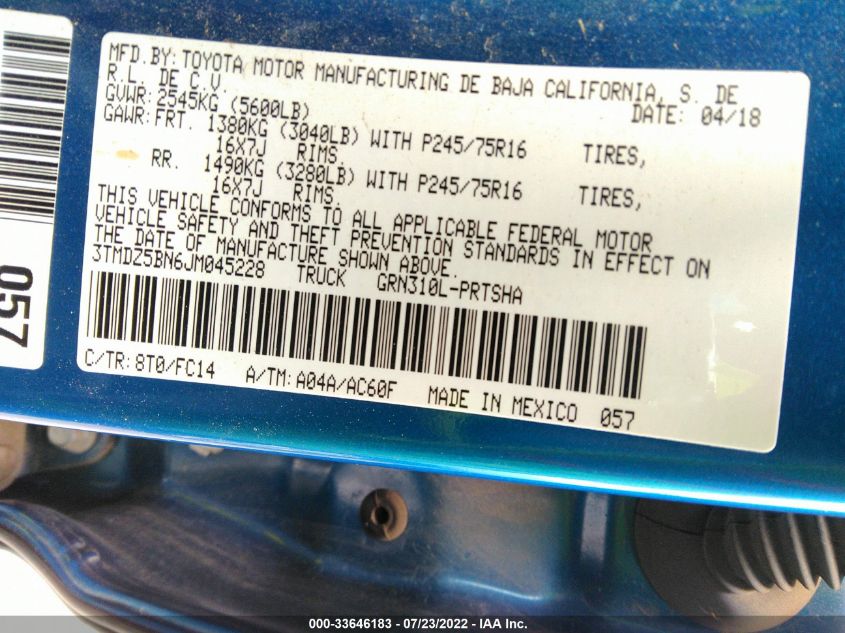 MFD.BY:TOYOTA MOTOR MANUFACTURING DE BAJA CALIFORNIA, S. DE
R.L. DE C.V.
DATE: 04/18
GVWR:2545KG (5600LB)
GAWR:FRT. 1380KG (3040LB) WITH P245/75R16 TIRES,
16X7J RIMS.
RR. 1490KG (3280LB) WITH P245/75R16 TIRES,
16X7J RIMS.
THIS VEHICLE CONFORMS TO ALL APPLICABLE FEDERAL MOTOR
VEHICLE SAFETY AND THEFT PREVENTION STANDARDS IN EFFECT ON
THE DATE OF MANUFACTURE SHOWN ABOVE.
3TMDZ5BN6JM045228 TRUCK GRN310L-PRTSHA
C/TR:8T0/FC14 A/TM:A04A/AC60F MADE IN MEXICO 057
057
000-33646183 - 07/23/2022 - IAA Inc.